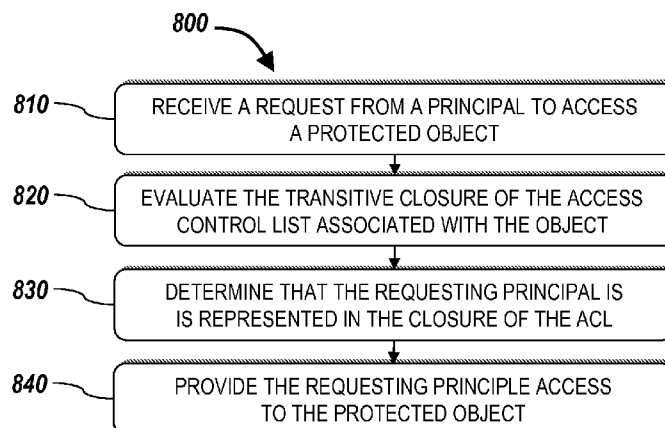 800
810
RECEIVE A REQUEST FROM A PRINCIPAL TO ACCESS
A PROTECTED OBJECT
820
EVALUATE THE TRANSITIVE CLOSURE OF THE ACCESS
CONTROL LIST ASSOCIATED WITH THE OBJECT
830
DETERMINE THAT THE REQUESTING PRINCIPAL IS
IS REPRESENTED IN THE CLOSURE OF THE ACL
840
PROVIDE THE REQUESTING PRINCIPLE ACCESS
TO THE PROTECTED OBJECT